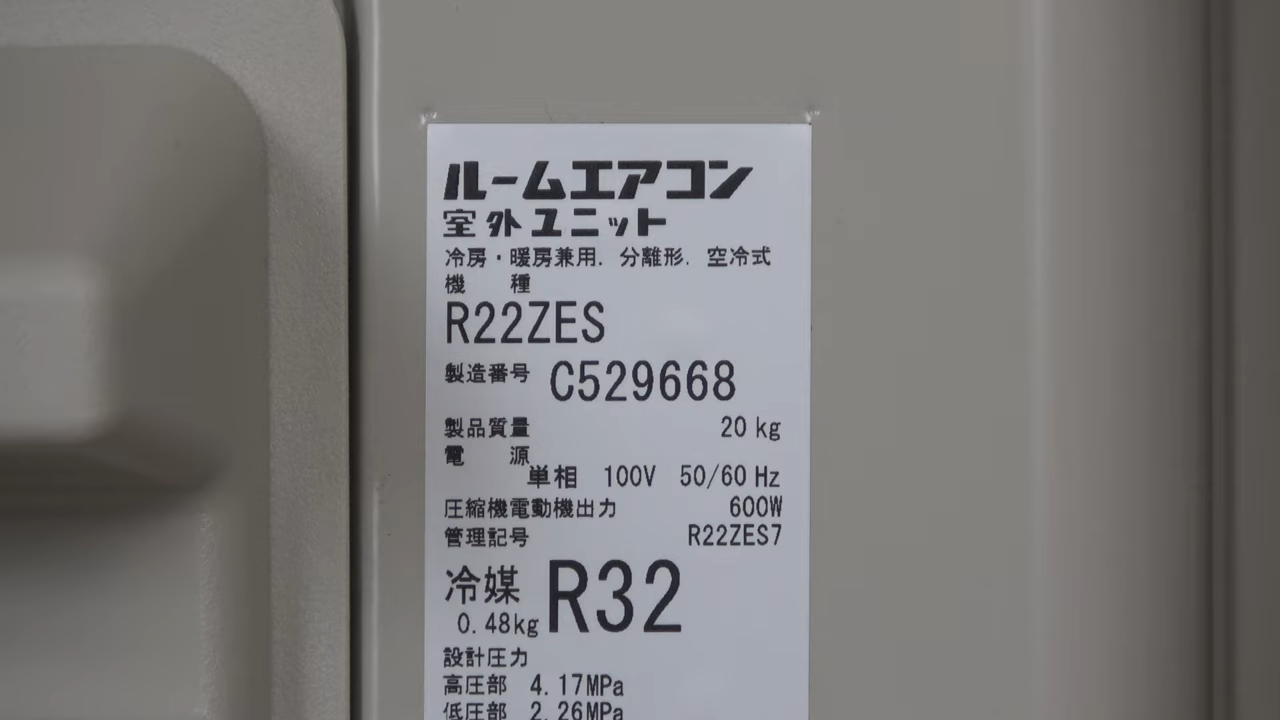 ルームエアコン
室外ユニット
冷房・暖房兼用. 分離形. 空冷式
機 種
R22ZES
製造番号 C529668
製品質量 20 kg
電 源
単相 100V 50/60 Hz
圧縮機電動機出力 600W
管理記号 R22ZES7
冷媒 R32
0.48kg
設計圧力
高圧部 4.17MPa
低圧部 2.26MPa